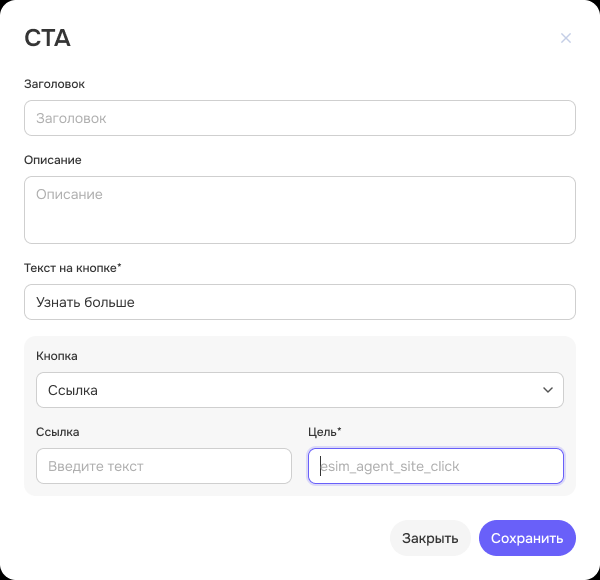 CTA
Заголовок
Заголовок
Описание
Описание
Текст на кнопке*
Узнать больше
Кнопка
Ссылка
Ссылка
Цель*
Введите текст
esim_agent_site_click
Закрыть
Сохранить